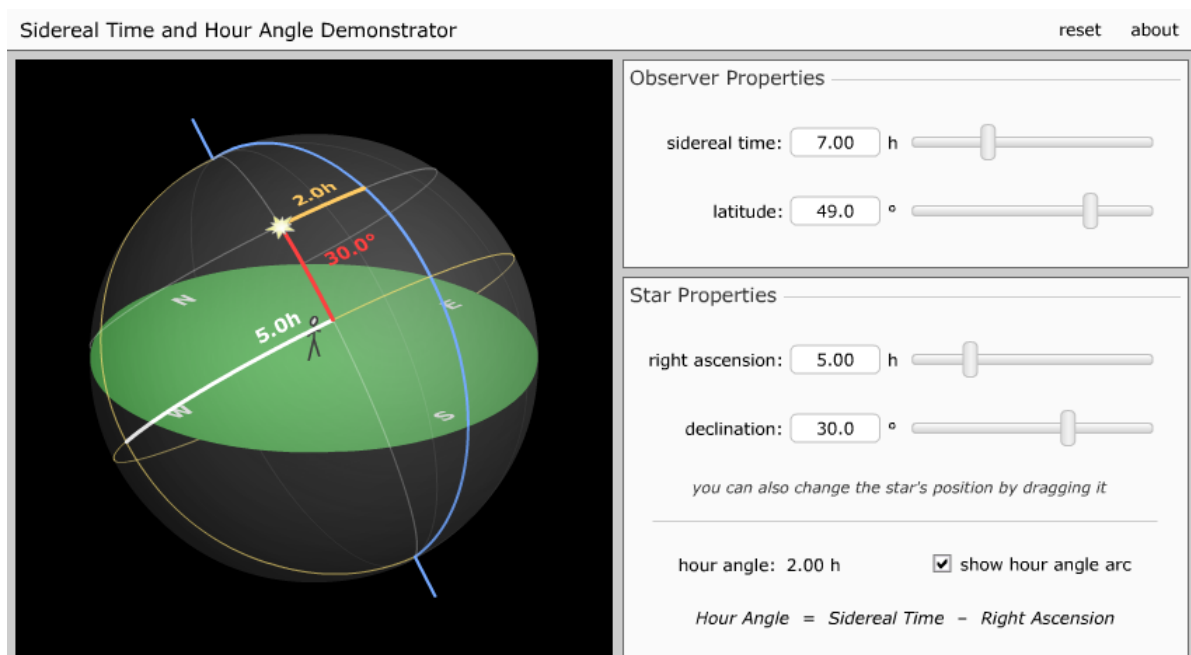 Sidereal Time and Hour Angle Demonstrator reset about
2.0h
30.0°
5.0h
N
E
W
S
Observer Properties
sidereal time: 7.00 h
latitude: 49.0 °
Star Properties
right ascension: 5.00 h
declination: 30.0 °
you can also change the star's position by dragging it
hour angle: 2.00 h show hour angle arc
Hour Angle = Sidereal Time – Right Ascension